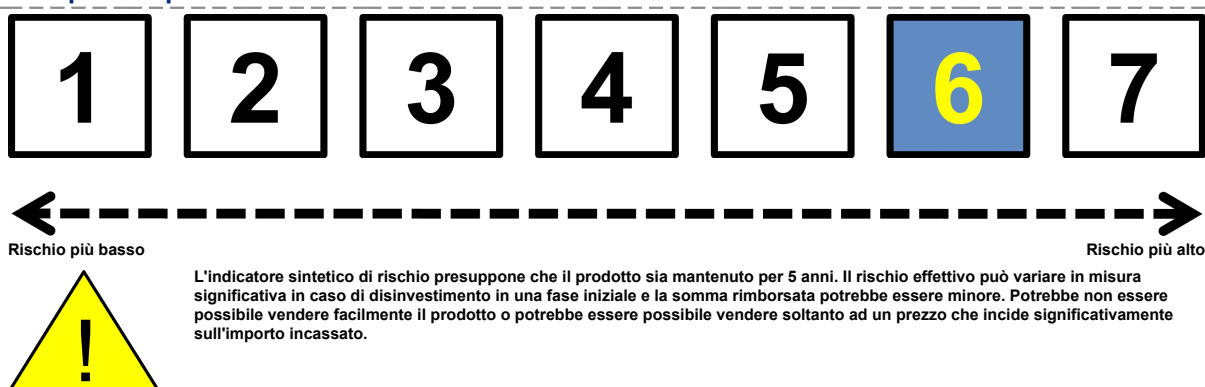 1 2 3 4 5 6 7
Rischio più basso Rischio più alto
L'indicatore sintetico di rischio presuppone che il prodotto sia mantenuto per 5 anni. Il rischio effettivo può variare in misura
significativa in caso di disinvestimento in una fase iniziale e la somma rimborsata potrebbe essere minore. Potrebbe non essere
possibile vendere facilmente il prodotto o potrebbe essere possibile vendere soltanto ad un prezzo che incide significativamente
sull'importo incassato.
!